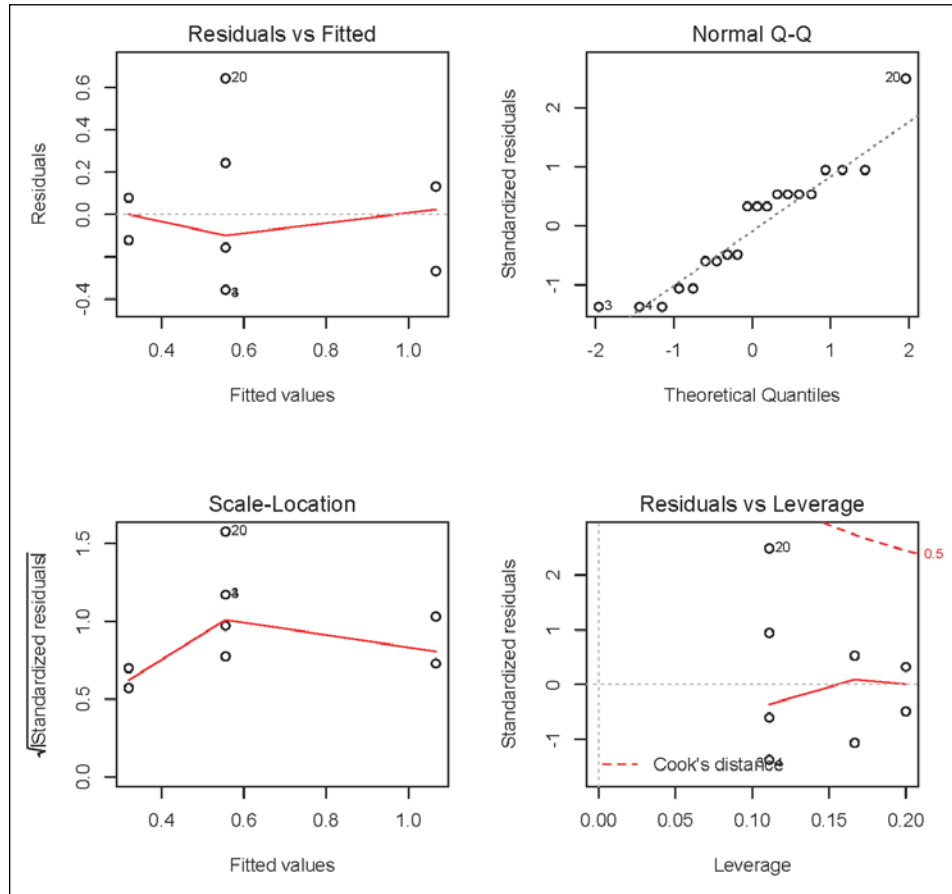 Residuals vs Fitted
Residuals
0.6
0.4
0.2
0.0
-0.4
20
0.4 0.6 0.8 1.0
Fitted values
Normal Q-Q
Standardized residuals
2
1
0
-1
20
3
4
-2 -1 0 1 2
Theoretical Quantiles
Scale-Location
√|Standardized residuals|
1.5
1.0
0.5
0.0
20
0.4 0.6 0.8 1.0
Fitted values
Residuals vs Leverage
Standardized residuals
2
1
0
-1
20
0.5
Cook's distance
0.00 0.05 0.10 0.15 0.20
Leverage